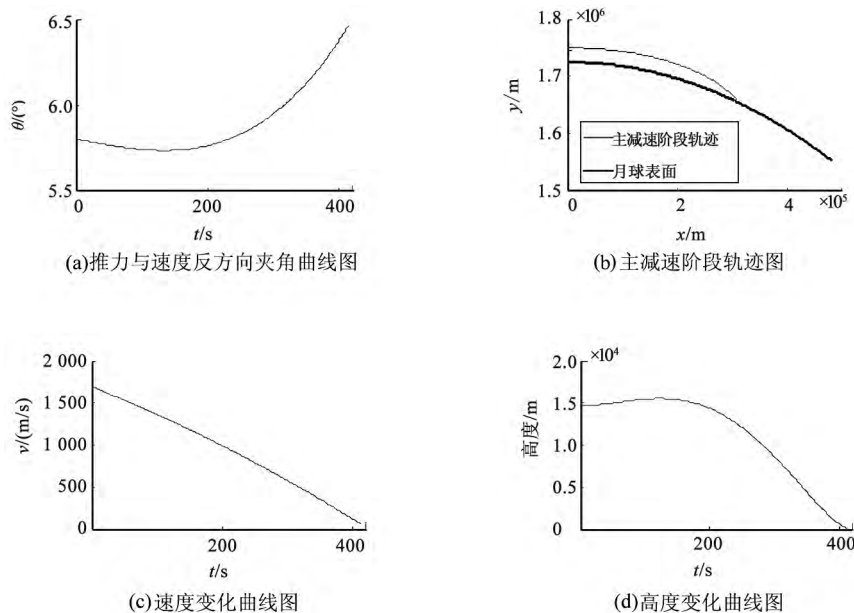 6.5
6.0
5.5
θ/(°)
0
200
400
t/s
(a)推力与速度反方向夹角曲线图
×10⁶
1.8
1.7
1.6
1.5
y/m
主减速阶段轨迹
月球表面
0
2
4
×10⁵
x/m
(b)主减速阶段轨迹图
2 000
1 500
1 000
500
0
v/(m/s)
200
400
t/s
(c)速度变化曲线图
×10⁴
2.0
1.5
1.0
0.5
0
高度/m
200
400
t/s
(d)高度变化曲线图